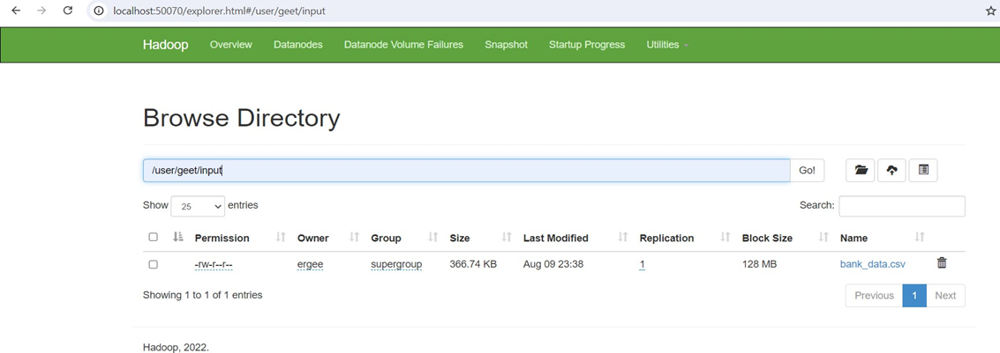 localhost:50070/explorer.html#/user/geet/input
Hadoop Overview Datanodes Datanode Volume Failures Snapshot Startup Progress Utilities
Browse Directory
/user/geet/input Go!
Show 25 entries Search:
Permission Owner Group Size Last Modified Replication Block Size Name
-rw-r--r-- ergee supergroup 366.74 KB Aug 09 23:38 1 128 MB bank_data.csv
Showing 1 to 1 of 1 entries Previous 1 Next
Hadoop, 2022.